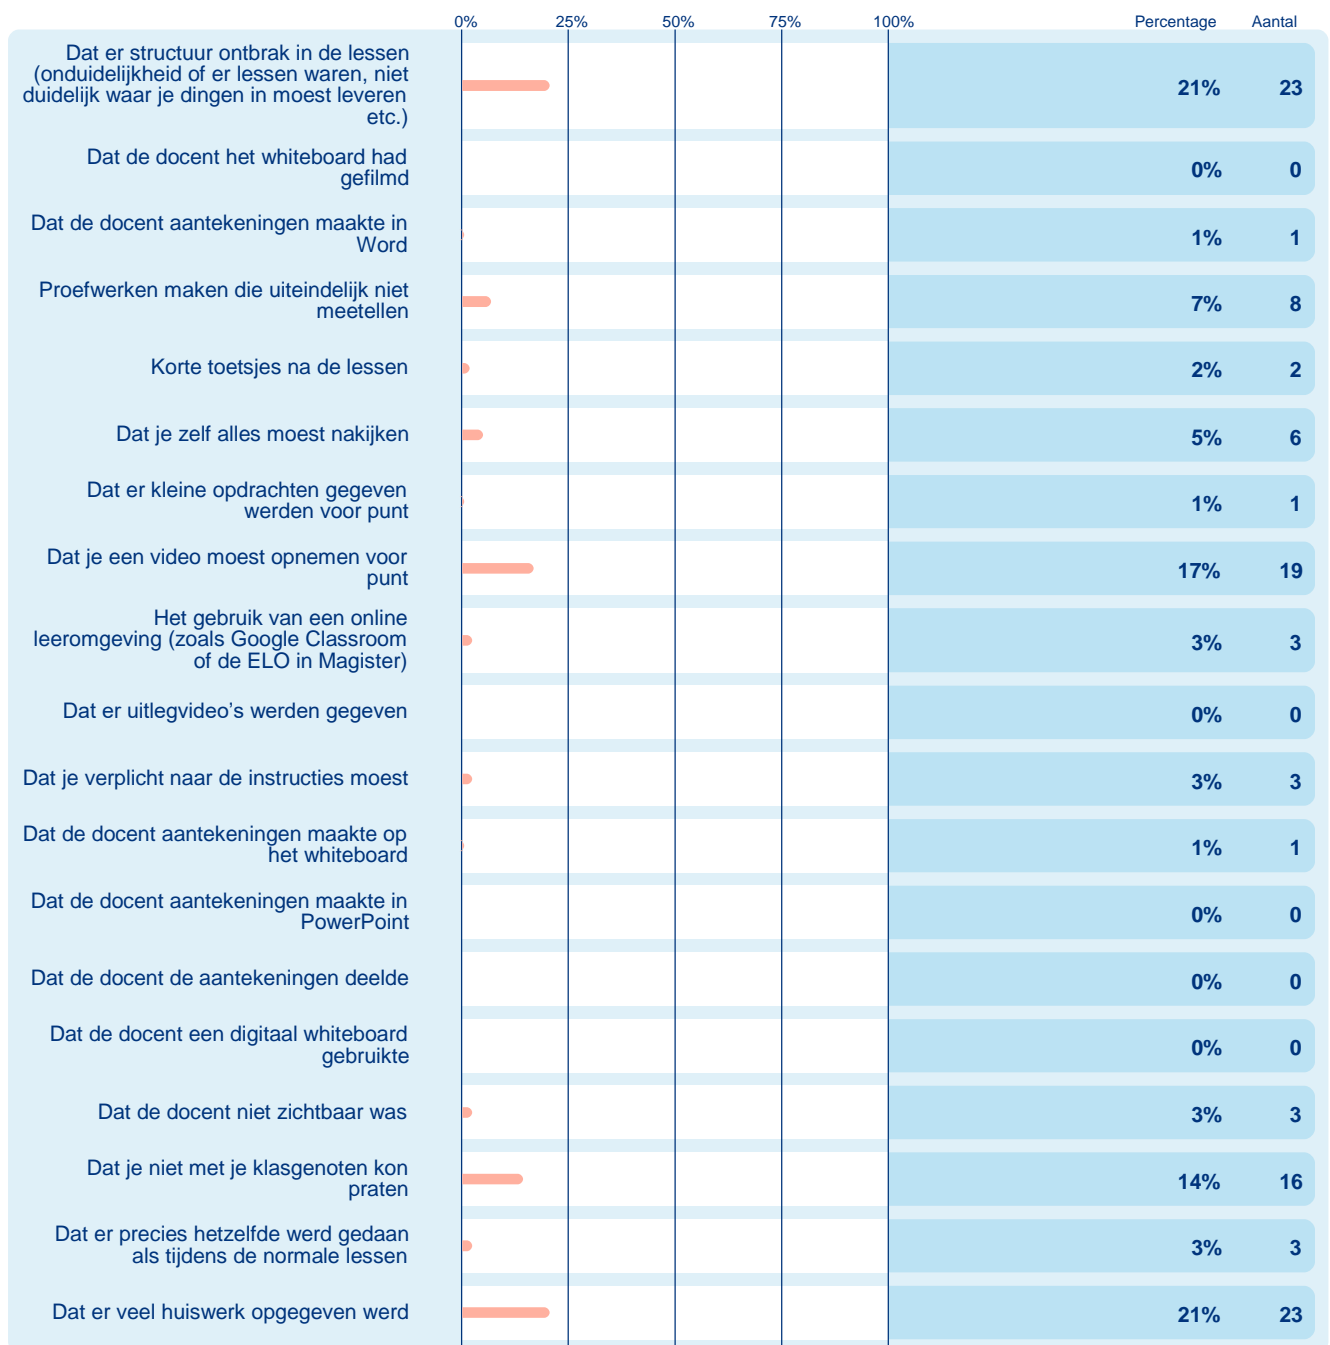 0% 25% 50% 75% 100% Percentage Aantal
Dat er structuur ontbrak in de lessen
(onduidelijkheid of er lessen waren, niet
duidelijk waar je dingen in moest leveren
etc.)
21% 23
Dat de docent het whiteboard had
gefilmd
0% 0
Dat de docent aantekeningen maakte in
Word
1% 1
Proefwerken maken die uiteindelijk niet
meetellen
7% 8
Korte toetsjes na de lessen
2% 2
Dat je zelf alles moest nakijken
5% 6
Dat er kleine opdrachten gegeven
werden voor punt
1% 1
Dat je een video moest opnemen voor
punt
17% 19
Het gebruik van een online
leeromgeving (zoals Google Classroom
of de ELO in Magister)
3% 3
Dat er uitlegvideo’s werden gegeven
0% 0
Dat je verplicht naar de instructies moest
3% 3
Dat de docent aantekeningen maakte op
het whiteboard
1% 1
Dat de docent aantekeningen maakte in
PowerPoint
0% 0
Dat de docent de aantekeningen deelde
0% 0
Dat de docent een digitaal whiteboard
gebruikte
0% 0
Dat de docent niet zichtbaar was
3% 3
Dat je niet met je klasgenoten kon
praten
14% 16
Dat er precies hetzelfde werd gedaan
als tijdens de normale lessen
3% 3
Dat er veel huiswerk opgegeven werd
21% 23